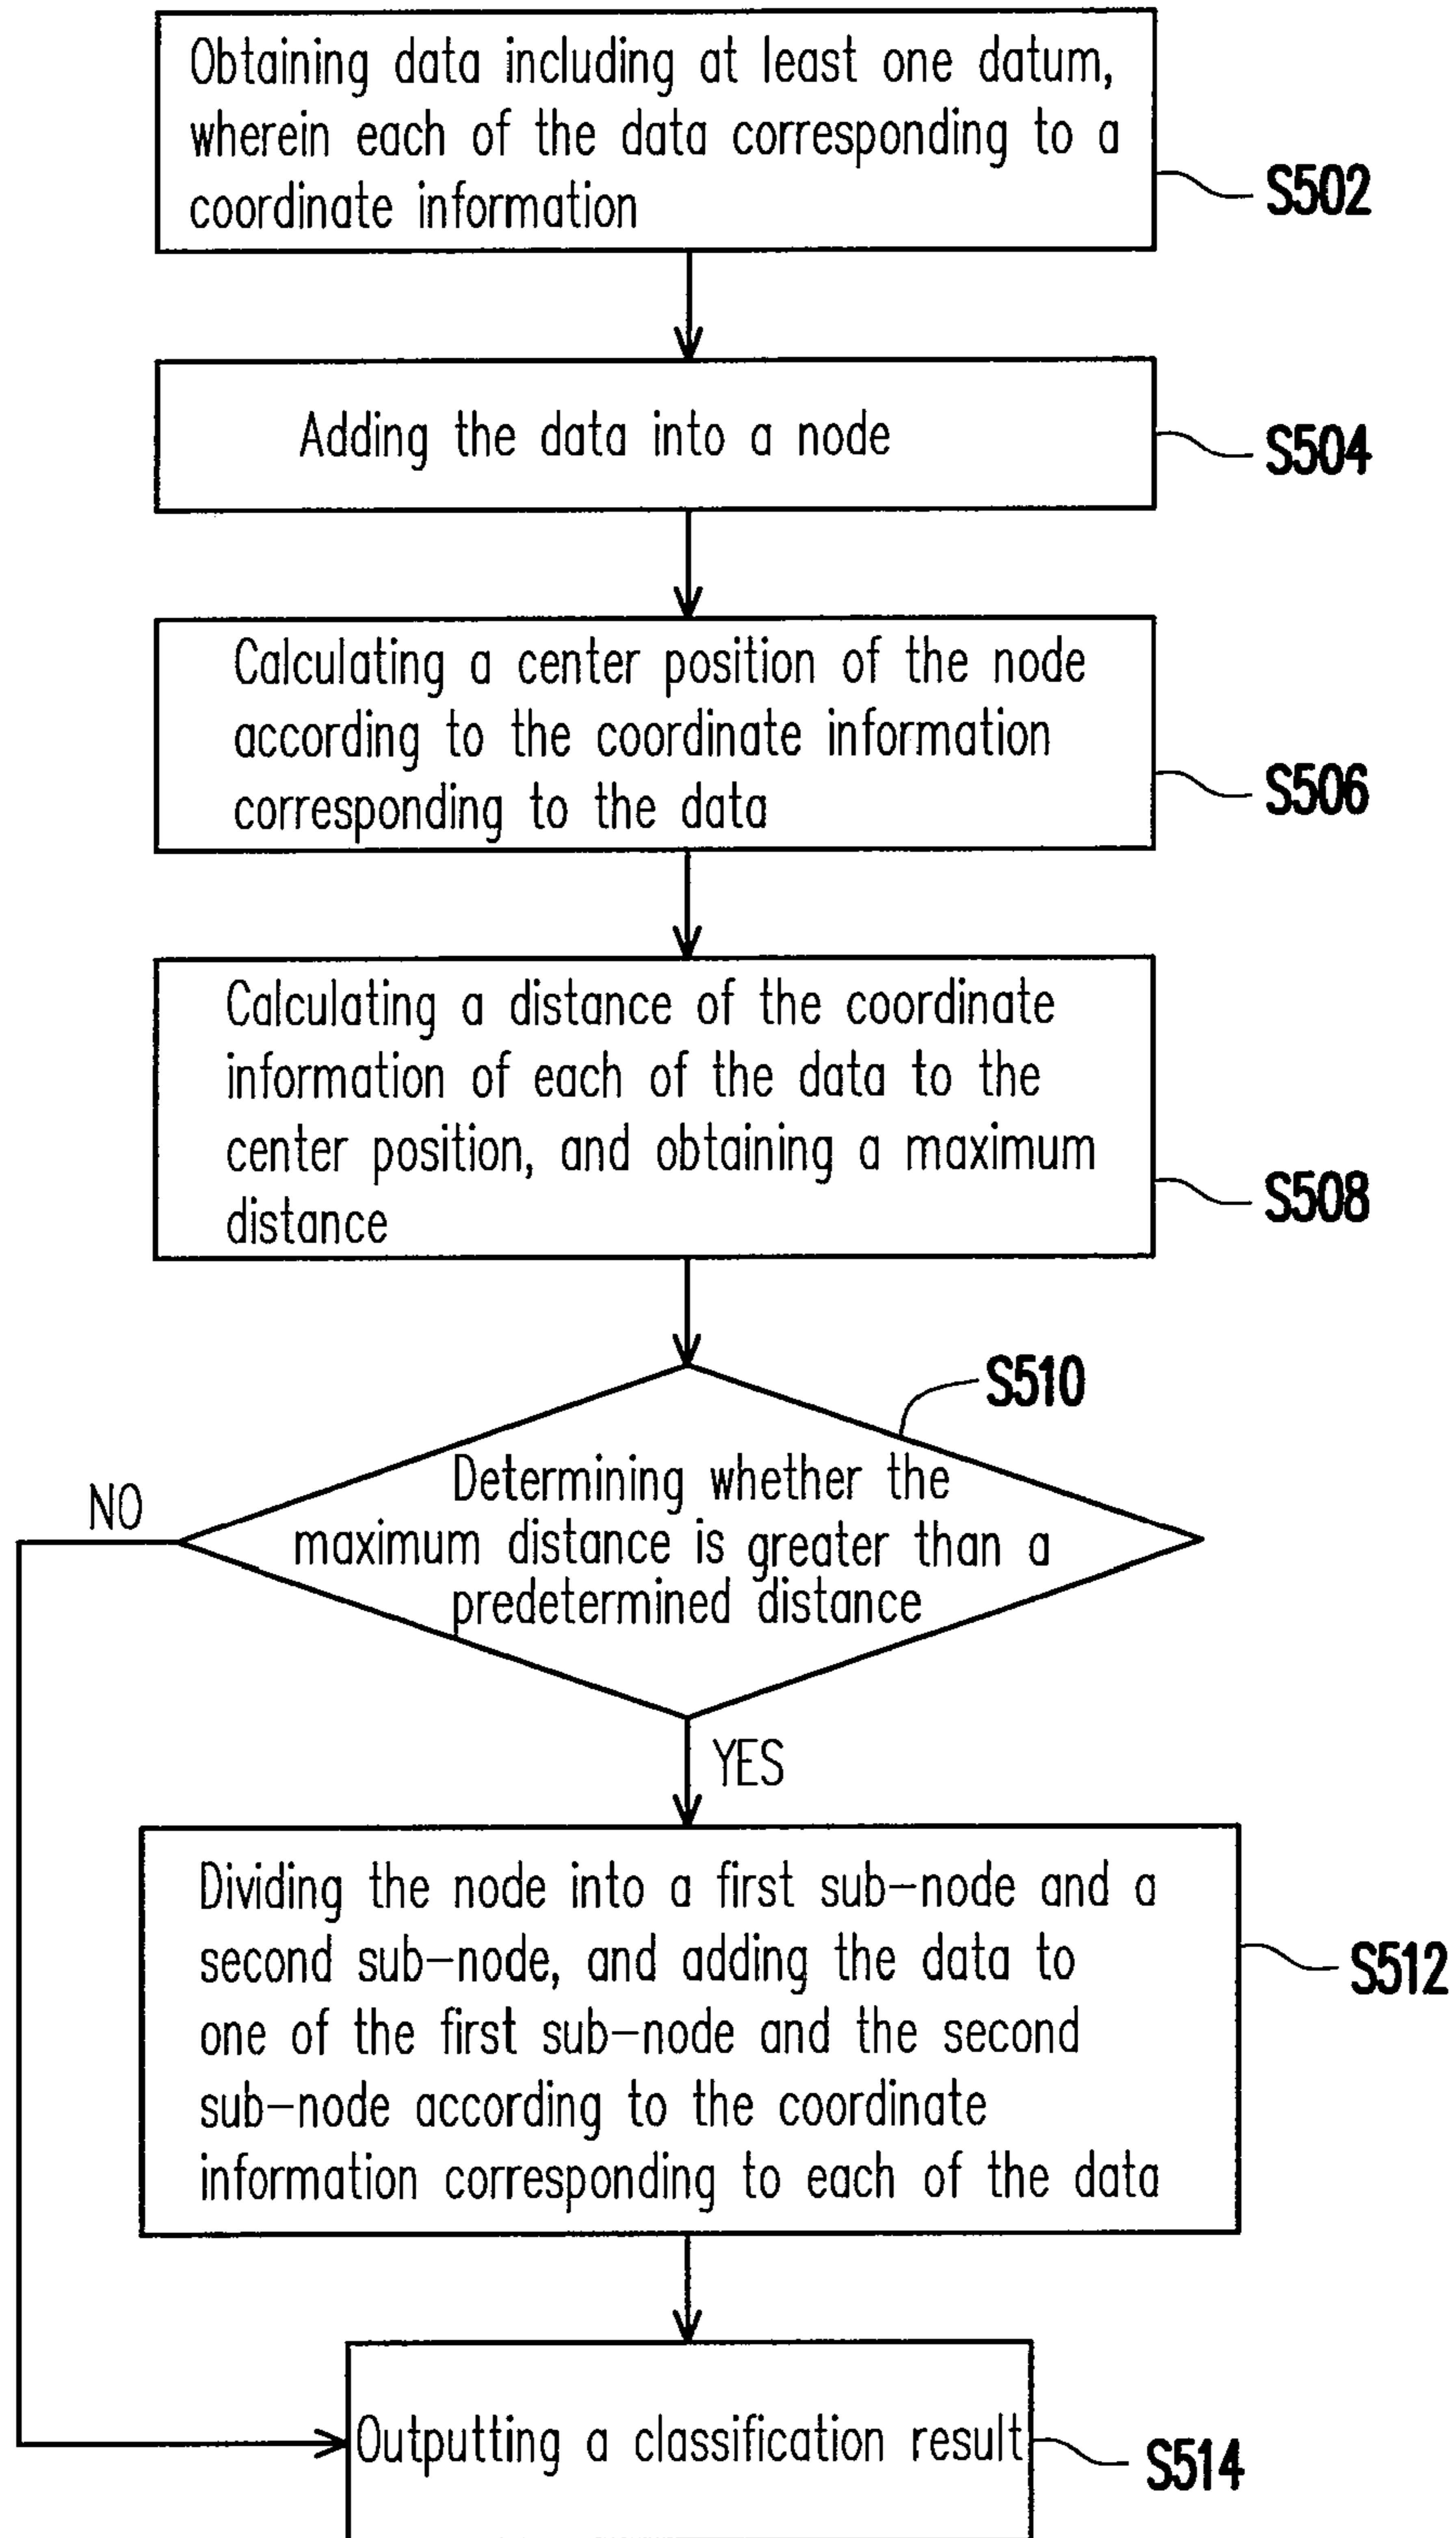 Obtaining data including at least one datum,
wherein each of the data corresponding to a
coordinate information
S502
Adding the data into a node
S504
Calculating a center position of the node
according to the coordinate information
corresponding to the data
S506
Calculating a distance of the coordinate
information of each of the data to the
center position, and obtaining a maximum
distance
S508
S510
Determining whether the
maximum distance is greater than a
predetermined distance
NO
YES
Dividing the node into a first sub-node and a
second sub-node, and adding the data to
one of the first sub-node and the second
sub-node according to the coordinate
information corresponding to each of the data
S512
Outputting a classification result
S514